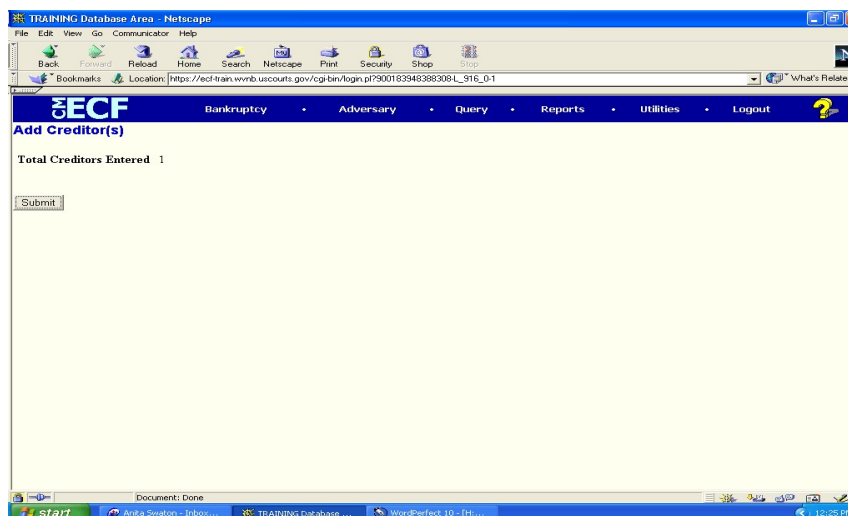 TRAINING Database Area - Netscape
File Edit View Go Communicator Help
Back Forward Reload Home Search Netscape Print Security Shop Stop
Bookmarks Location: https://ecf-train.wvnb.uscourts.gov/cgi-bin/login.pl?900183948388308-L_916_0-1 What's Relate
CM ECF Bankruptcy • Adversary • Query • Reports • Utilities • Logout ?
Add Creditor(s)
Total Creditors Entered 1
Submit
Document: Done
start Anita Swaton - Inbox... TRAINING Database ... WordPerfect 10 - [H:... 12:25 PM